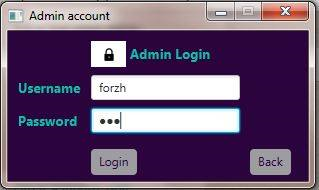 Admin account
Admin Login
Username forzh
Password ●●●
Login Back